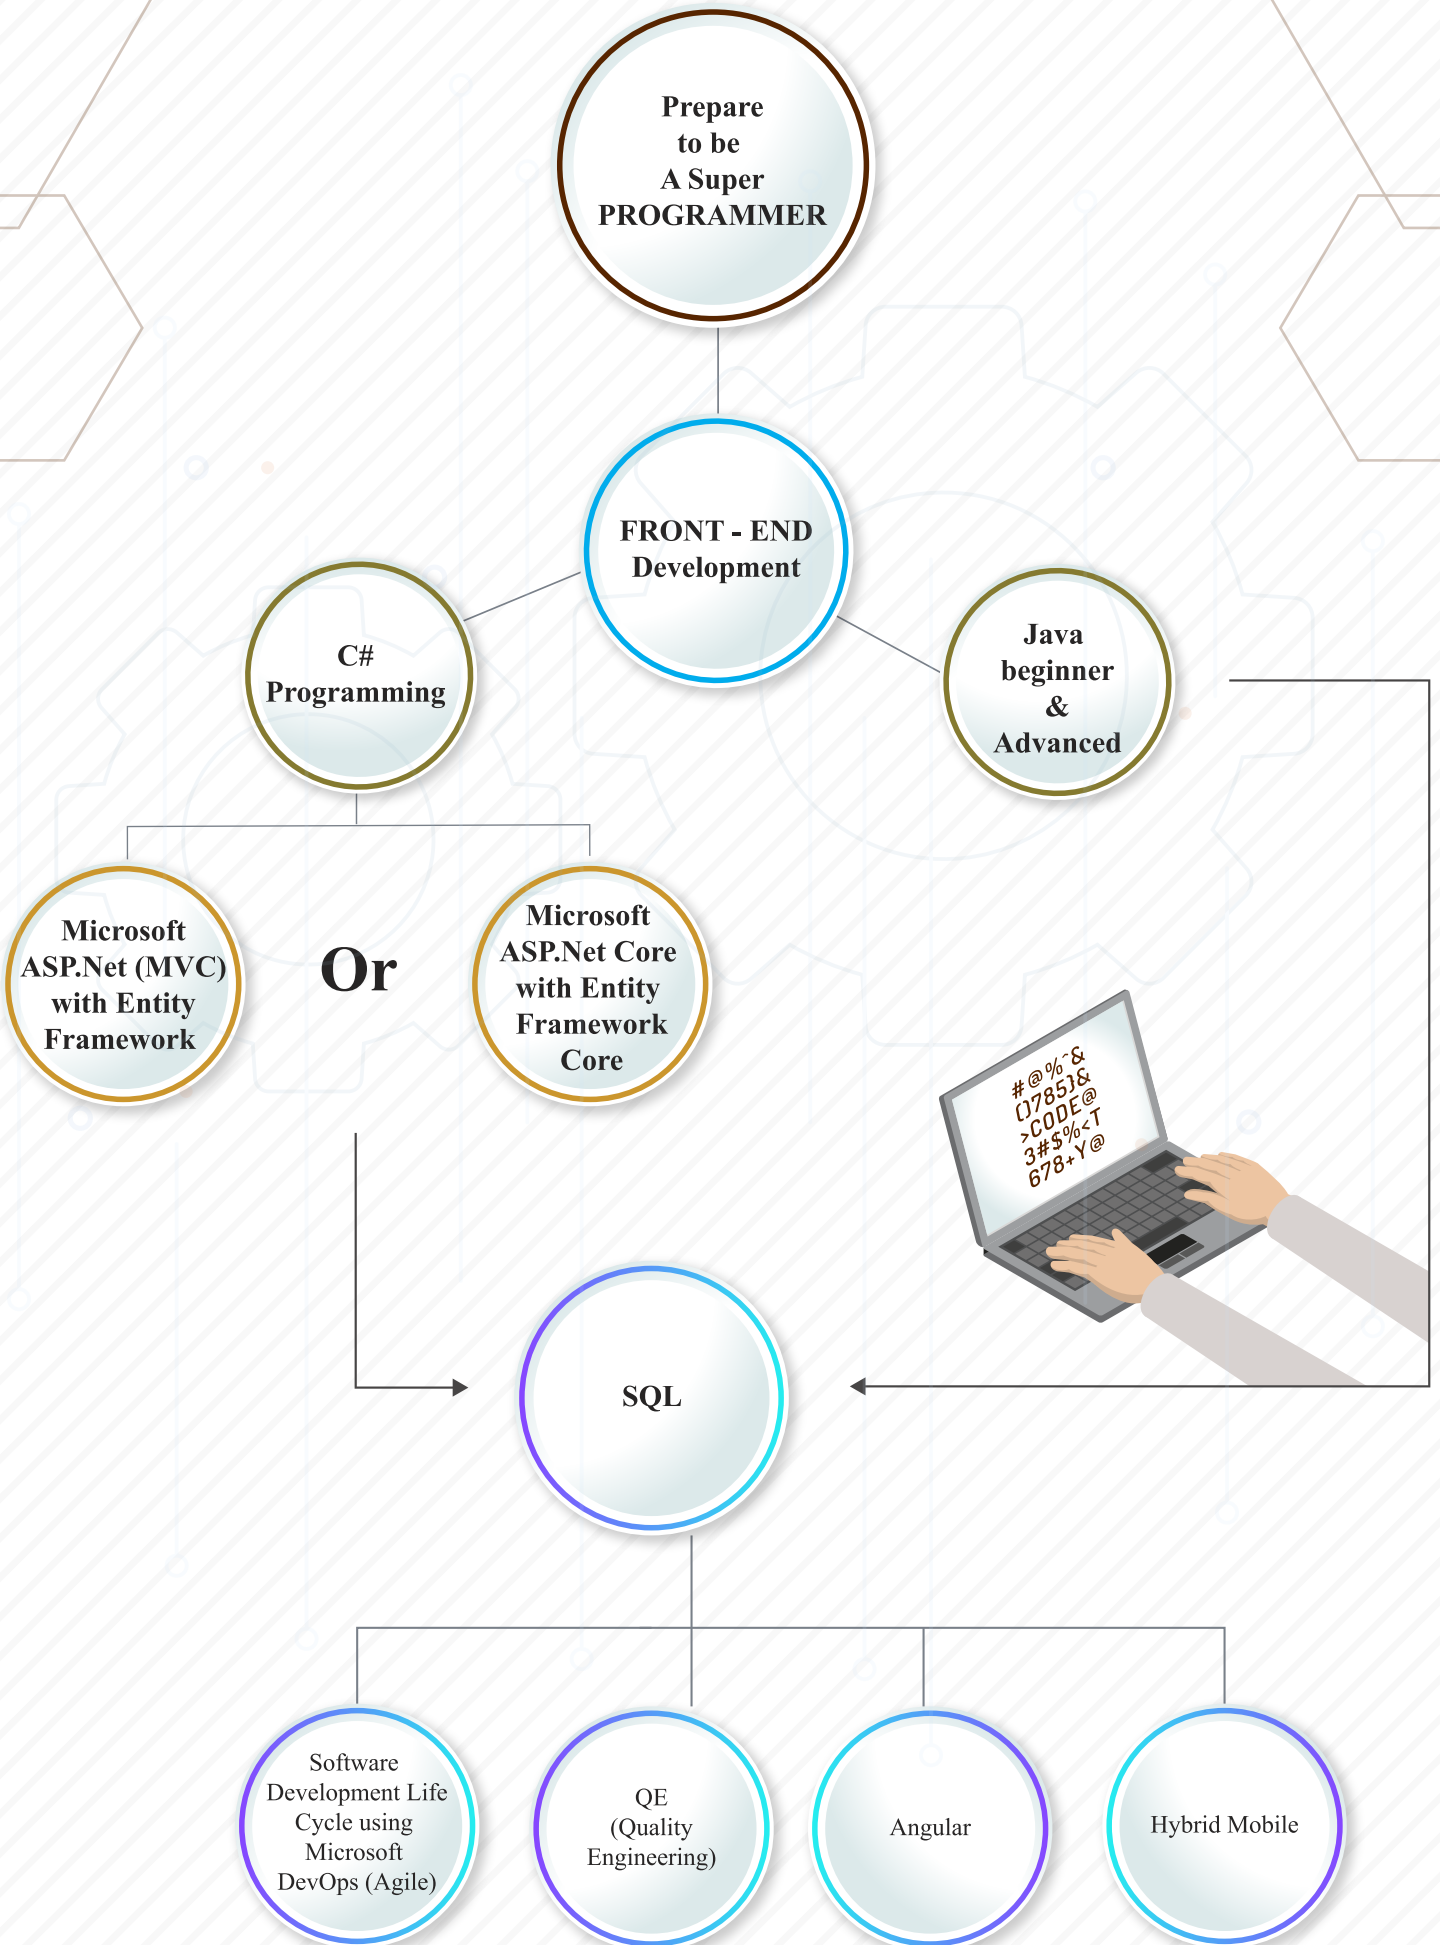 Prepare
to be
A Super
PROGRAMMER
FRONT - END
Development
C#
Programming
Java
beginner
&
Advanced
Microsoft
ASP.Net (MVC)
with Entity
Framework
Or
Microsoft
ASP.Net Core
with Entity
Framework
Core
#@%ˆ&
()785}&
>CODE@
3#$%<T
678+Y@
SQL
Software
Development Life
Cycle using
Microsoft
DevOps (Agile)
QE
(Quality
Engineering)
Angular
Hybrid Mobile